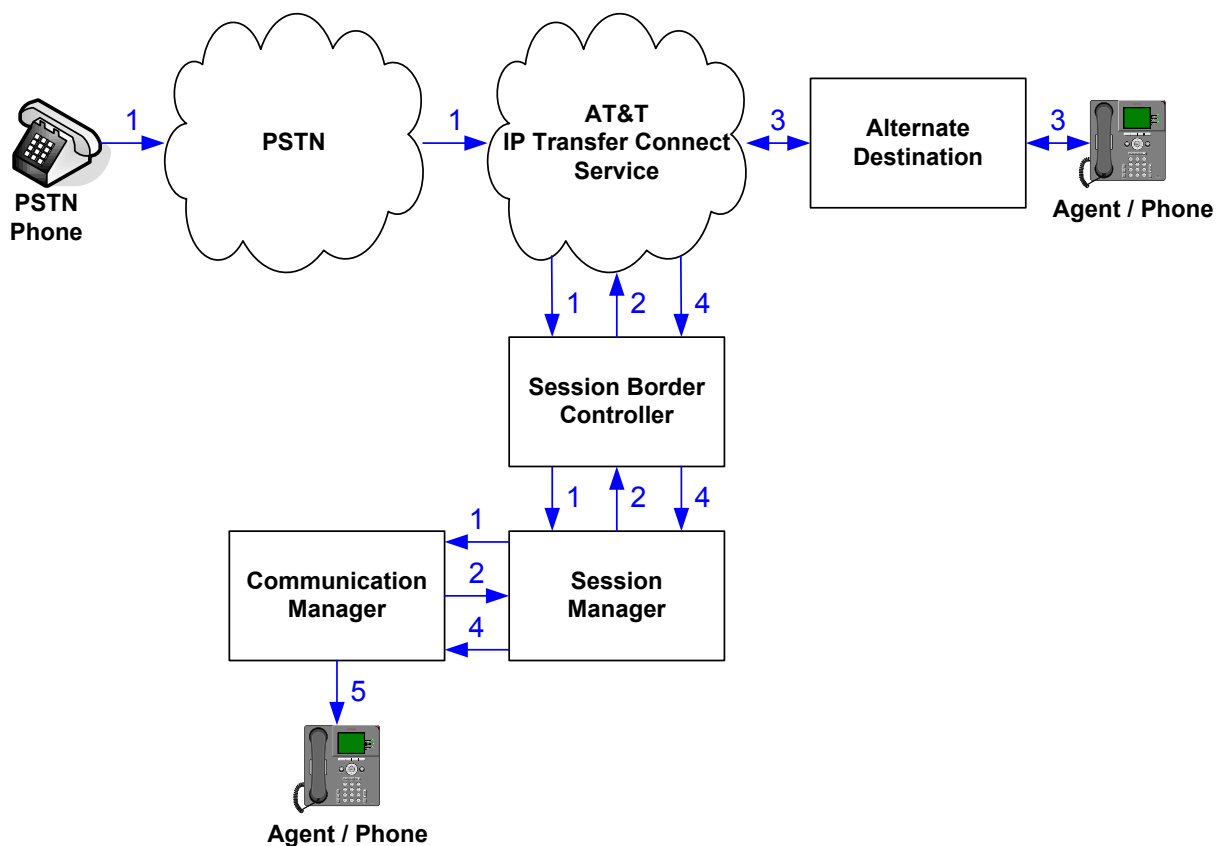 1
PSTN
Phone
PSTN
1
AT&T
IP Transfer Connect
Service
3
Alternate
Destination
3
Agent / Phone
1
2
4
Session Border
Controller
1
2
4
Communication
Manager
1
2
4
Session
Manager
5
Agent / Phone